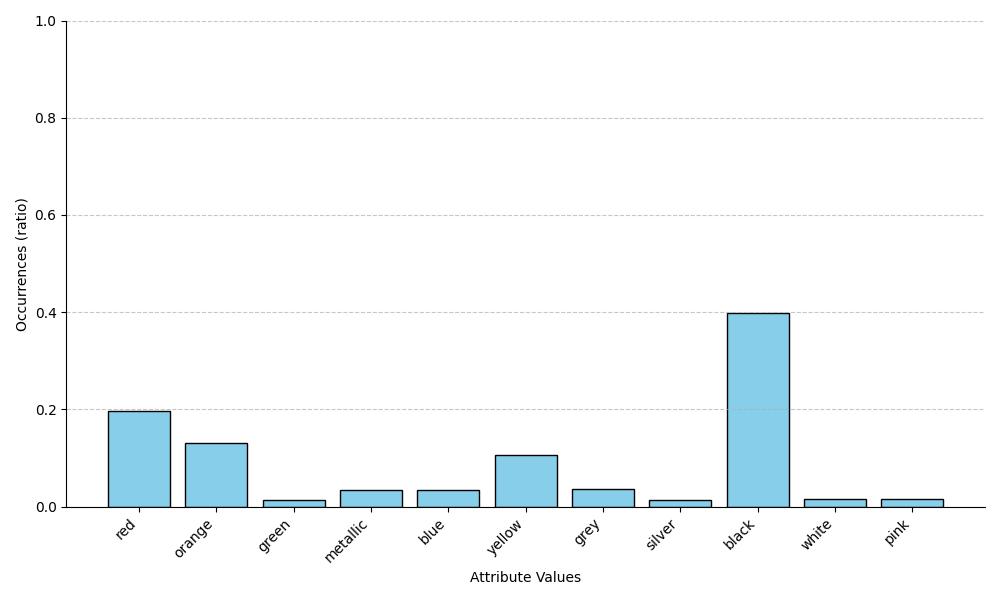 1.0
0.8
0.6
0.4
0.2
0.0
Occurrences (ratio)
red
orange
green
metallic
blue
yellow
grey
silver
black
white
pink
Attribute Values